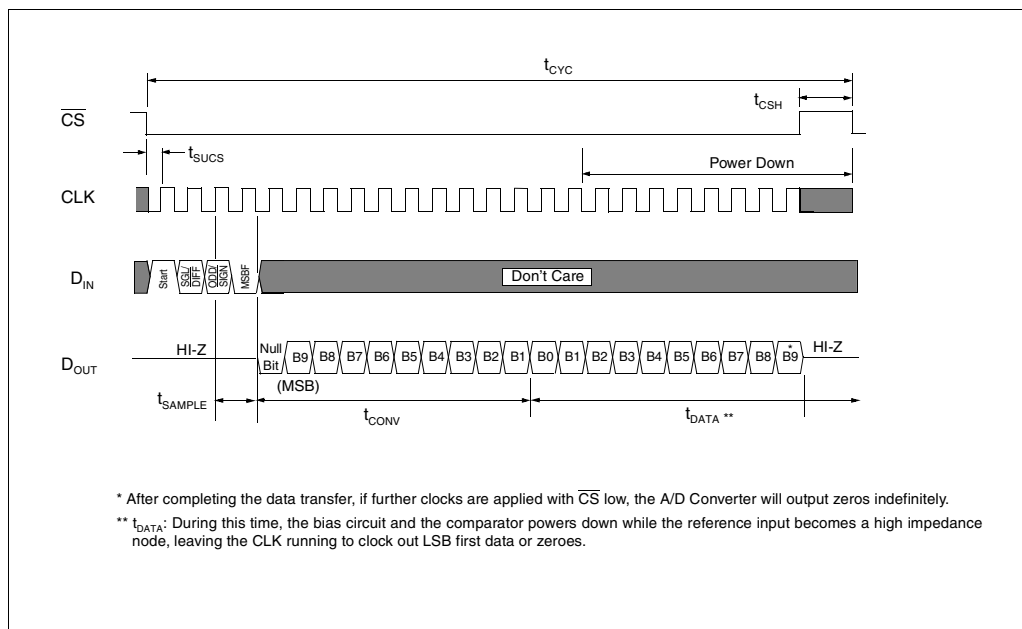 tCYC
tCSH
CS
tSUCS
Power Down
CLK
DIN
Start
SGL/
DIFF
ODD/
SIGN
MSBF
Don't Care
DOUT
HI-Z
Null
Bit
B9 B8 B7 B6 B5 B4 B3 B2 B1 B0 B1 B2 B3 B4 B5 B6 B7 B8 B9
*
HI-Z
(MSB)
tSAMPLE
tCONV
tDATA **
* After completing the data transfer, if further clocks are applied with CS low, the A/D Converter will output zeros indefinitely.
** tDATA: During this time, the bias circuit and the comparator powers down while the reference input becomes a high impedance
node, leaving the CLK running to clock out LSB first data or zeroes.